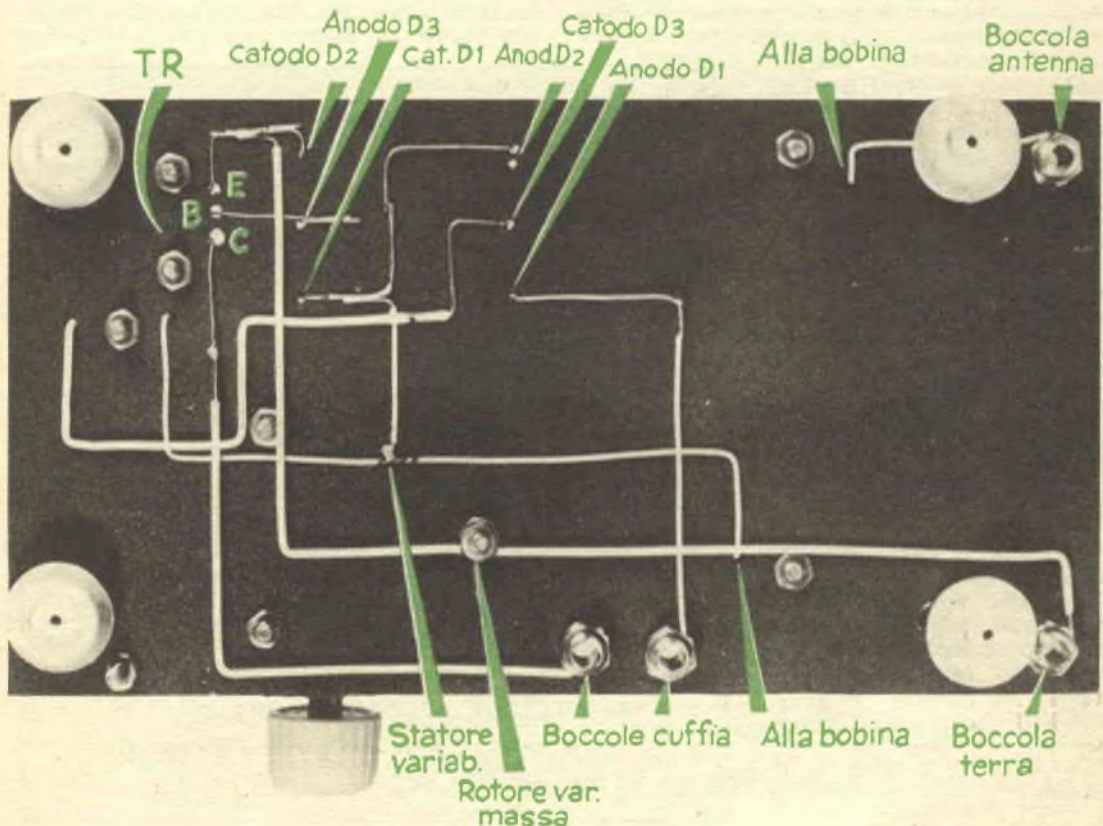 TR
Catodo D2
Anodo D3
Cat. D1
Anod. D2
Catodo D3
Anodo D1
Alla bobina
Boccola
antenna
E
B
C
Statore
variab.
Rotore var.
massa
Boccole cuffia
Alla bobina
Boccola
terra